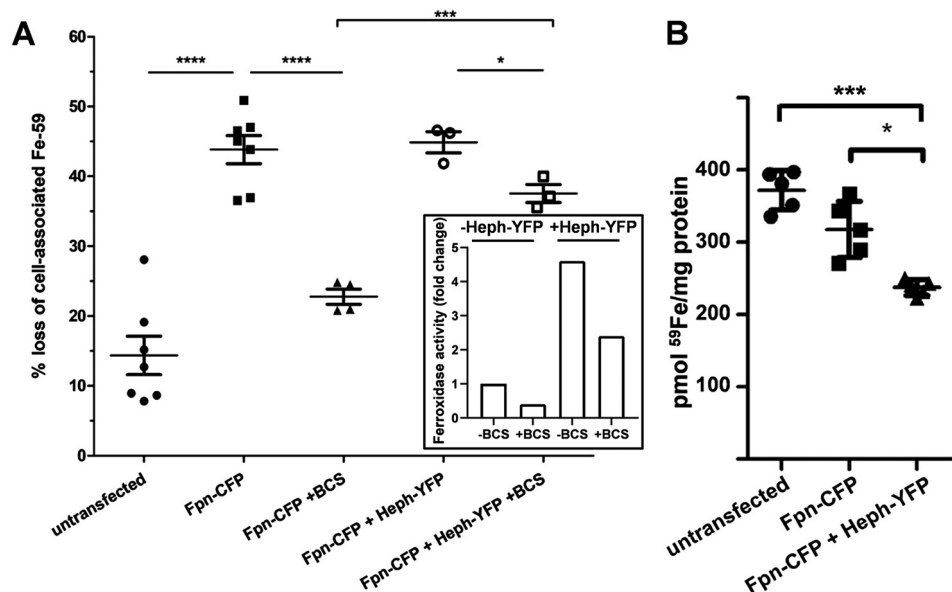 A
% loss of cell-associated Fe-59
60
50
40
30
20
10
0
****
****
***
*
untransfected
Fpn-CFP
Fpn-CFP +BCS
Fpn-CFP + Heph-YFP
Fpn-CFP + Heph-YFP +BCS
-Heph-YFP +Heph-YFP
Ferroxidase activity (fold change)
5
4
3
2
1
0
-BCS +BCS -BCS +BCS
B
pmol ⁵⁹Fe/mg protein
400
300
200
100
***
*
untransfected
Fpn-CFP
Fpn-CFP + Heph-YFP